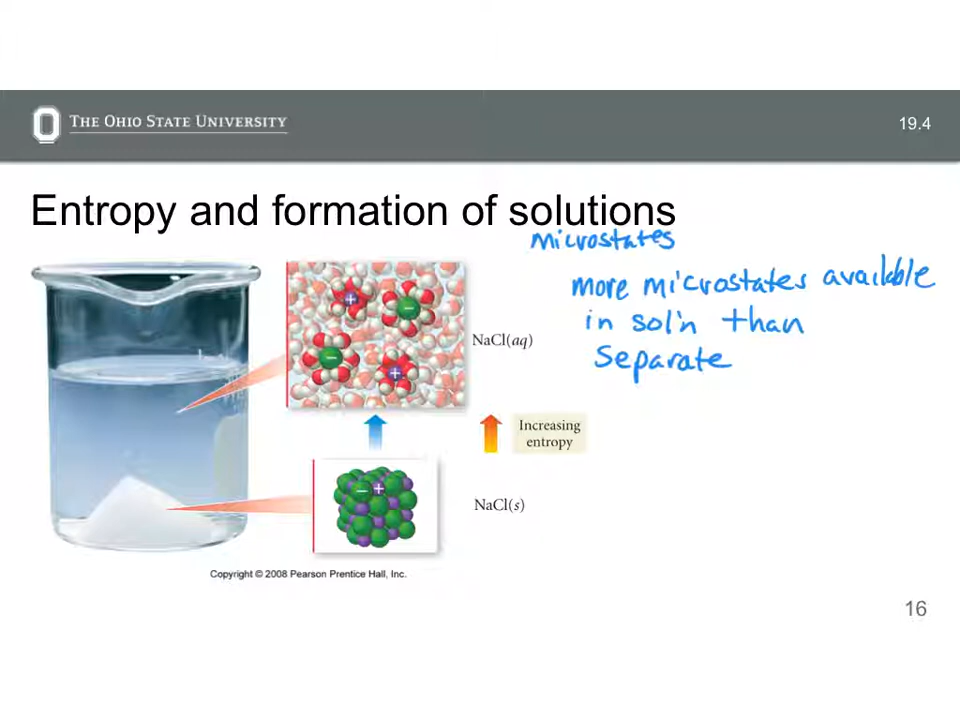 THE OHIO STATE UNIVERSITY
19.4
Entropy and formation of solutions
microstates
more microstates available
in sol'n than
separate
NaCl(aq)
Increasing
entropy
NaCl(s)
Copyright © 2008 Pearson Prentice Hall, Inc.
16